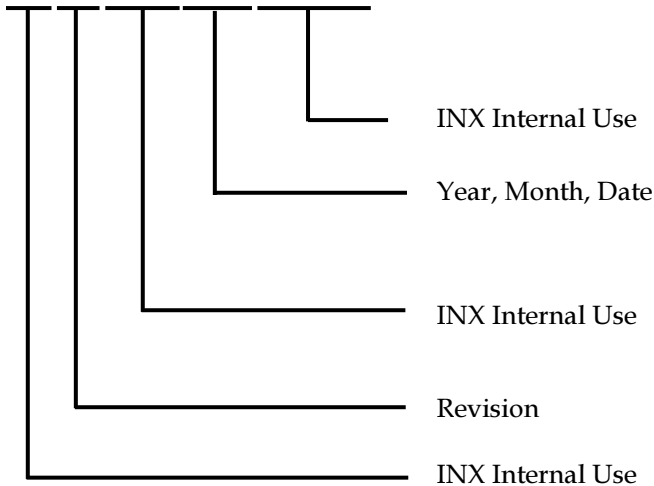 INX Internal Use
Year, Month, Date
INX Internal Use
Revision
INX Internal Use